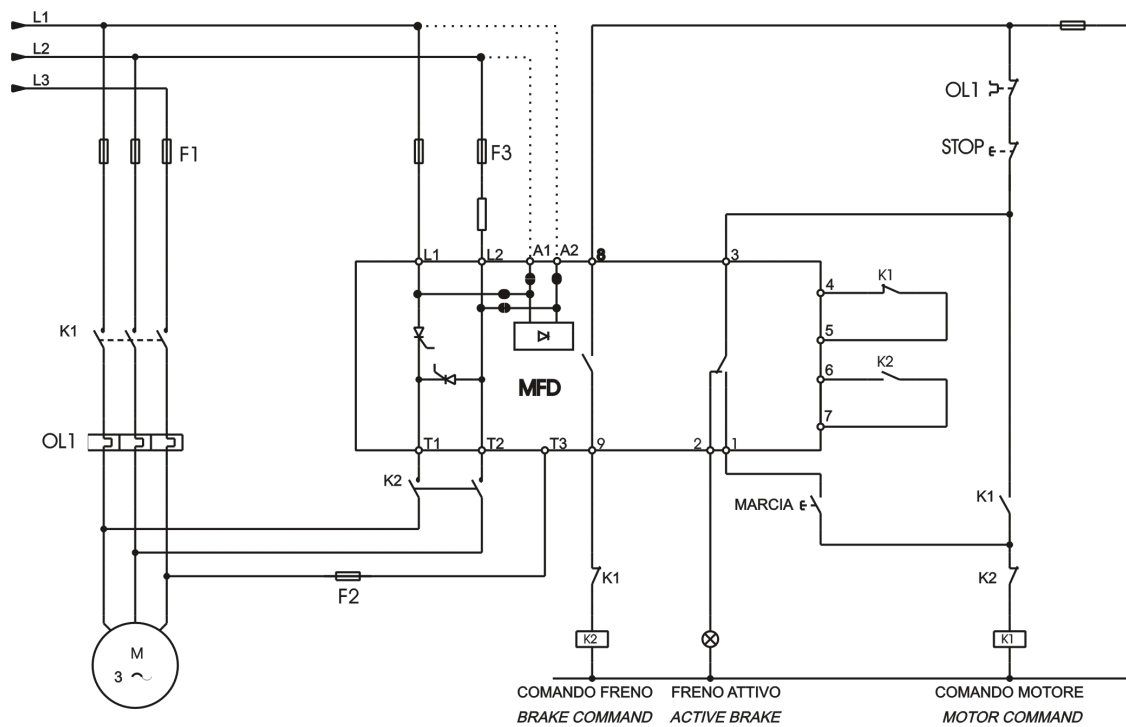 L1
L2
L3
F1
F3
OL1
STOP
L1
L2
A1
A2
8
3
4
K1
5
K1
MFD
6
K2
7
OL1
T1
T2
T3
9
2
1
K2
MARCIA
K1
K1
K2
F2
M
3
K2
K1
COMANDO FRENO
BRAKE COMMAND
FRENO ATTIVO
ACTIVE BRAKE
COMANDO MOTORE
MOTOR COMMAND